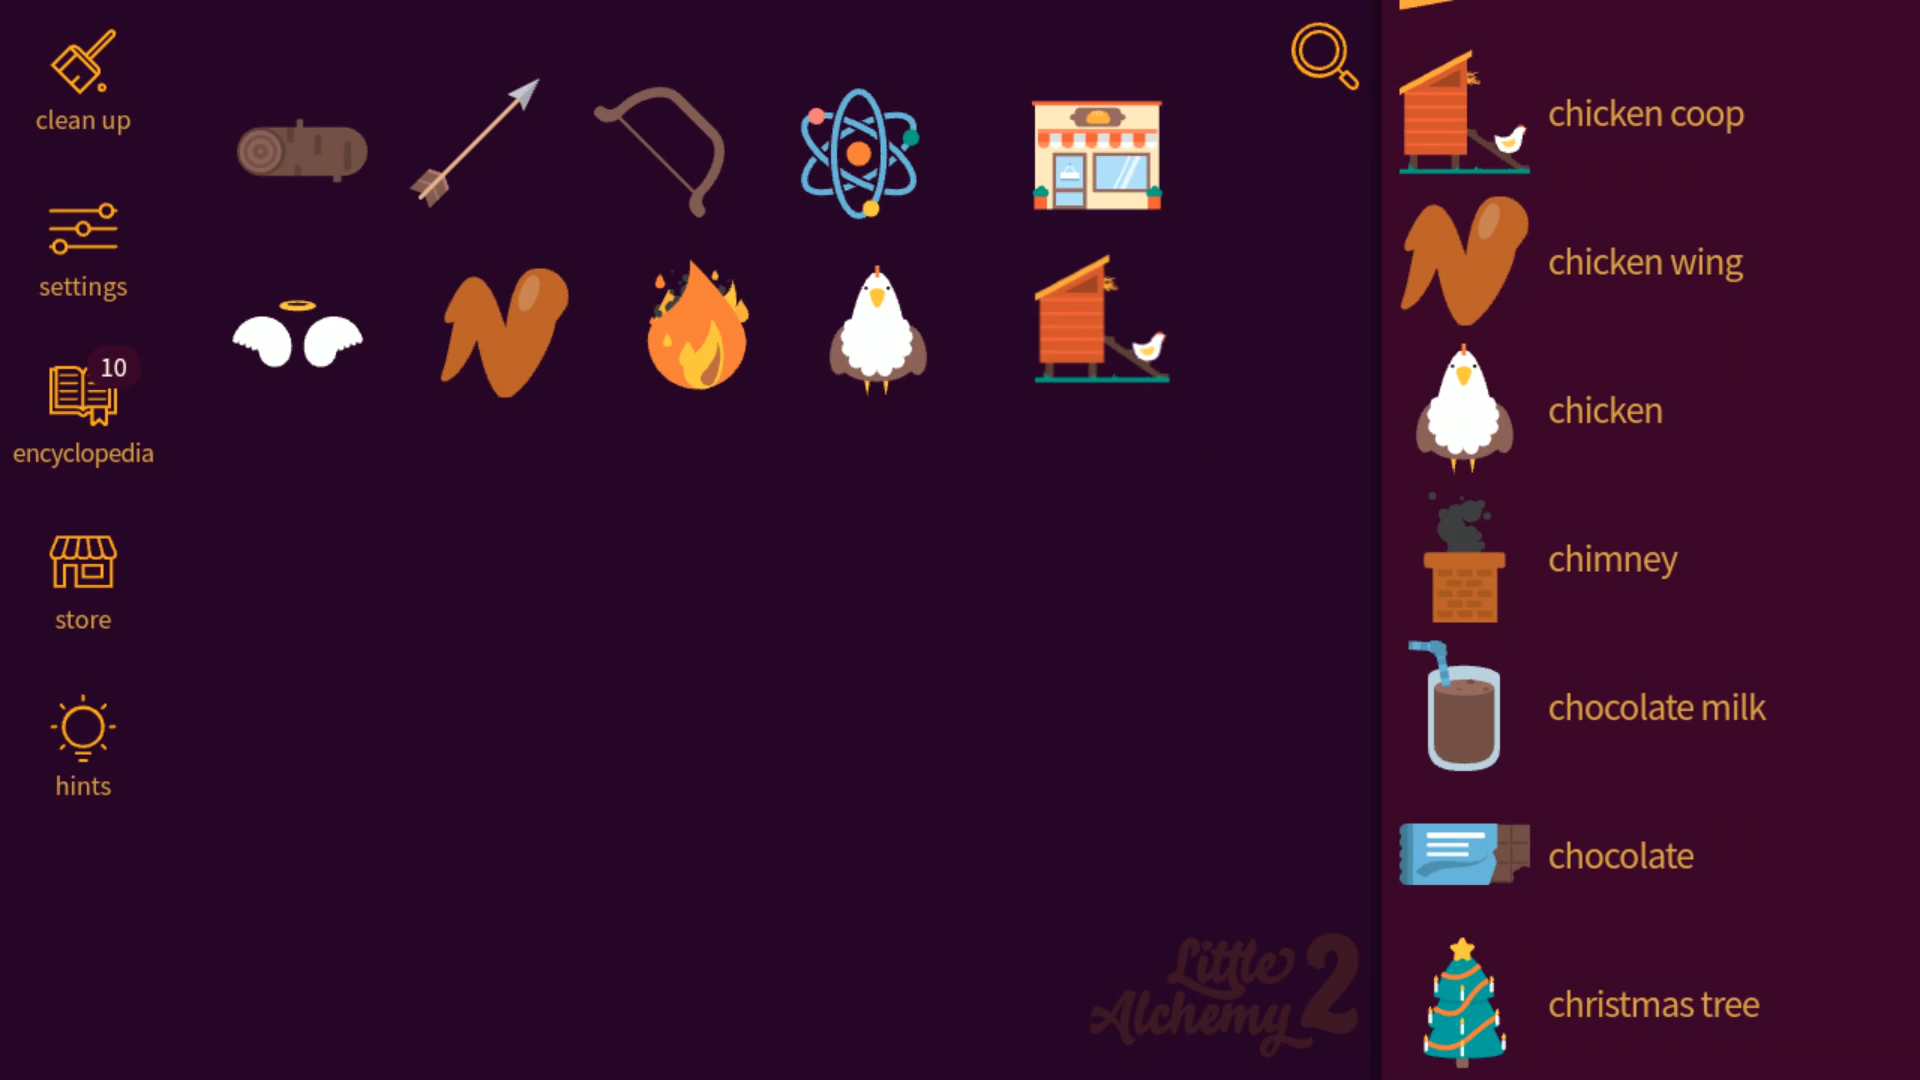 clean up
settings
10
encyclopedia
store
hints
chicken coop
chicken wing
chicken
chimney
chocolate milk
chocolate
christmas tree
Little
Alchemy 2